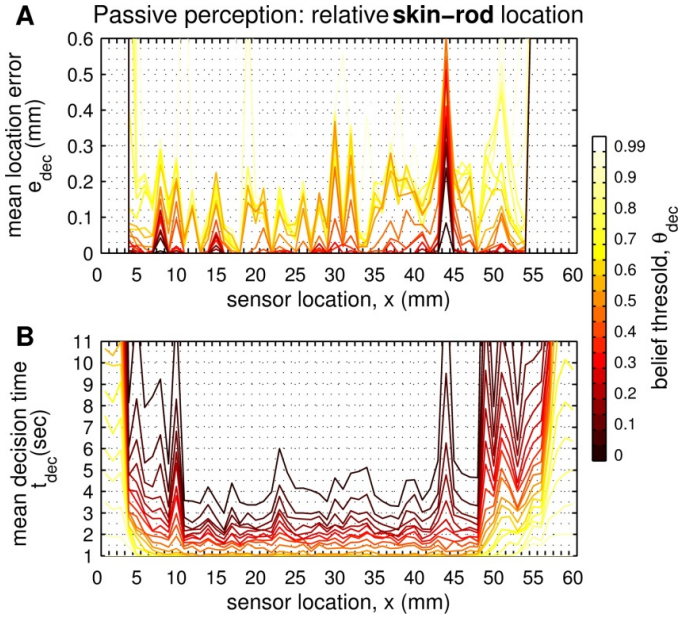 Passive perception: relative skin–rod location
A
0.6
0.5
0.4
0.3
0.2
0.1
0
mean location error
e_dec (mm)
0 5 10 15 20 25 30 35 40 45 50 55 60
sensor location, x (mm)
B
11
10
9
8
7
6
5
4
3
2
1
mean decision time
t_dec(sec)
0 5 10 15 20 25 30 35 40 45 50 55 60
sensor location, x (mm)
0.99
0.9
0.8
0.7
0.6
0.5
0.4
0.3
0.2
0.1
0
belief thresold, θ_dec